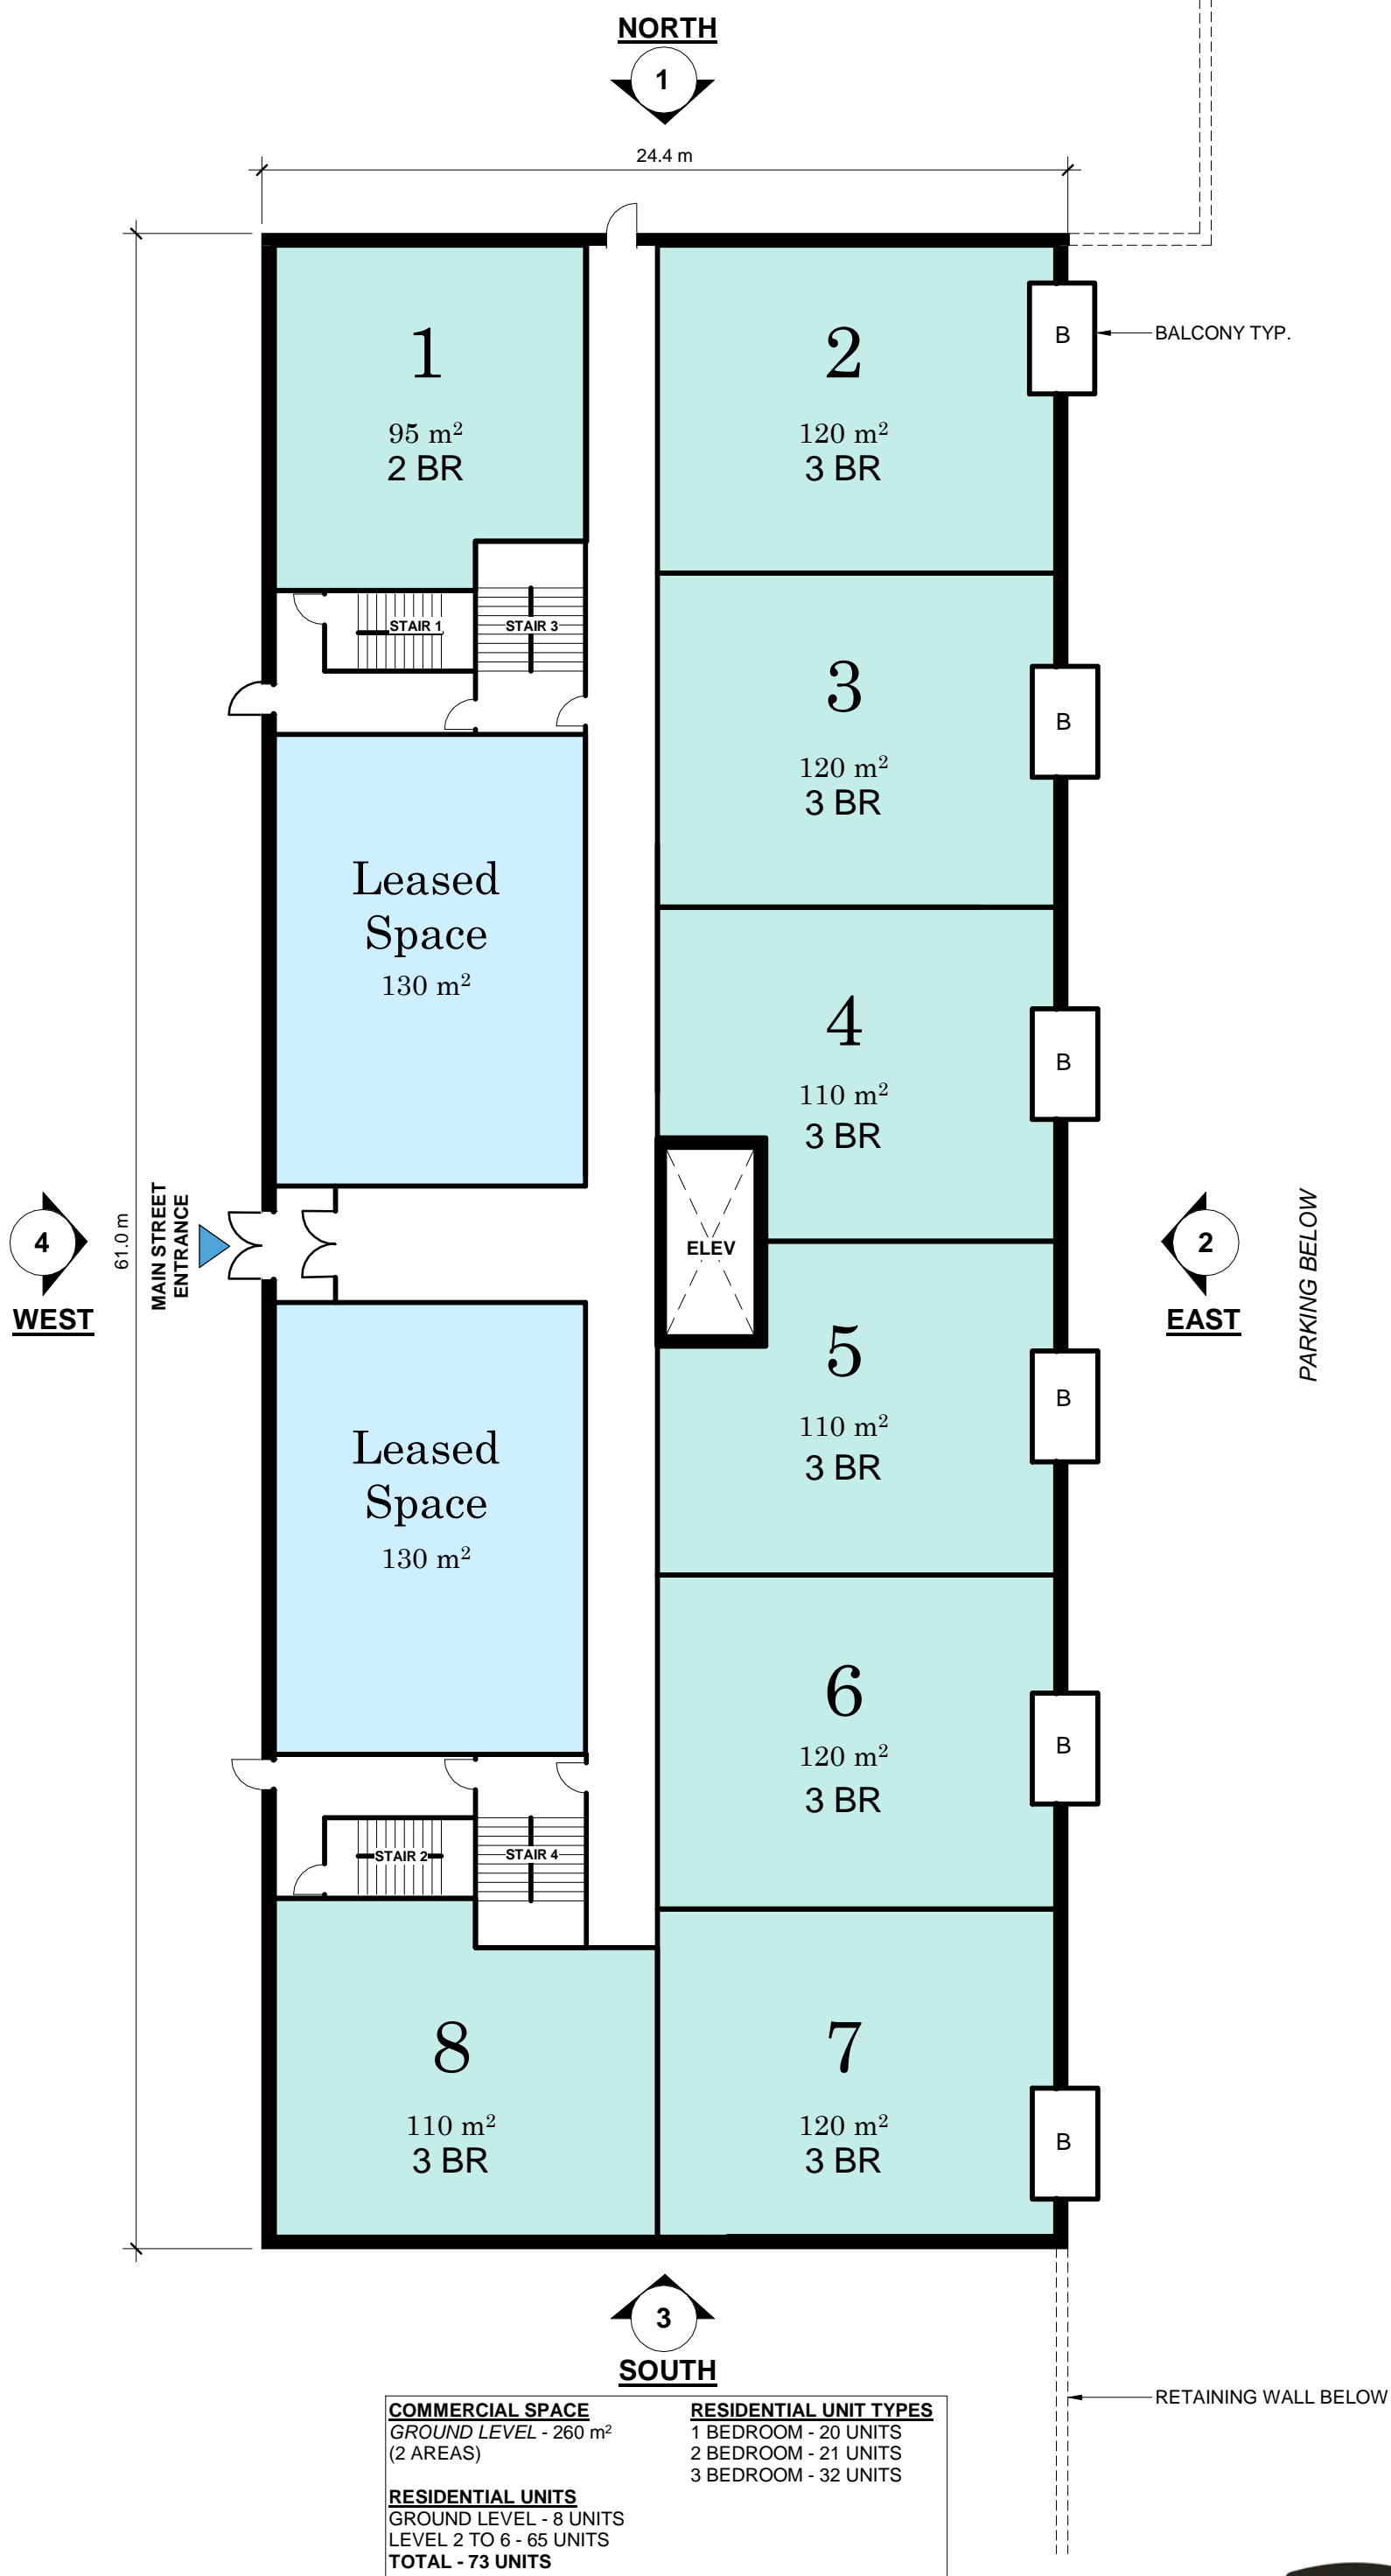 NORTH
1
24.4 m
1
95 m²
2 BR
2
120 m²
3 BR
B
BALCONY TYP.
STAIR 1
STAIR 3
3
120 m²
3 BR
B
Leased
Space
130 m²
4
110 m²
3 BR
B
4
WEST
61.0 m
MAIN STREET
ENTRANCE
ELEV
2
EAST
PARKING BELOW
5
110 m²
3 BR
B
Leased
Space
130 m²
6
120 m²
3 BR
B
STAIR 2
STAIR 4
8
110 m²
3 BR
7
120 m²
3 BR
B
3
SOUTH
RETAINING WALL BELOW
COMMERCIAL SPACE
GROUND LEVEL - 260 m²
(2 AREAS)
RESIDENTIAL UNITS
GROUND LEVEL - 8 UNITS
LEVEL 2 TO 6 - 65 UNITS
TOTAL - 73 UNITS
RESIDENTIAL UNIT TYPES
1 BEDROOM - 20 UNITS
2 BEDROOM - 21 UNITS
3 BEDROOM - 32 UNITS